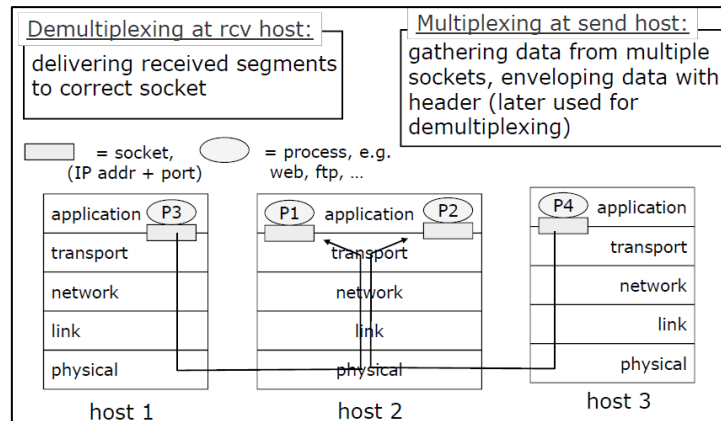 Demultiplexing at rcv host:
delivering received segments
to correct socket
Multiplexing at send host:
gathering data from multiple
sockets, enveloping data with
header (later used for
demultiplexing)
= socket,
(IP addr + port)
= process, e.g.
web, ftp, ...
application
P3
transport
network
link
physical
host 1
P1
application
P2
transport
network
link
physical
host 2
P4
application
transport
network
link
physical
host 3